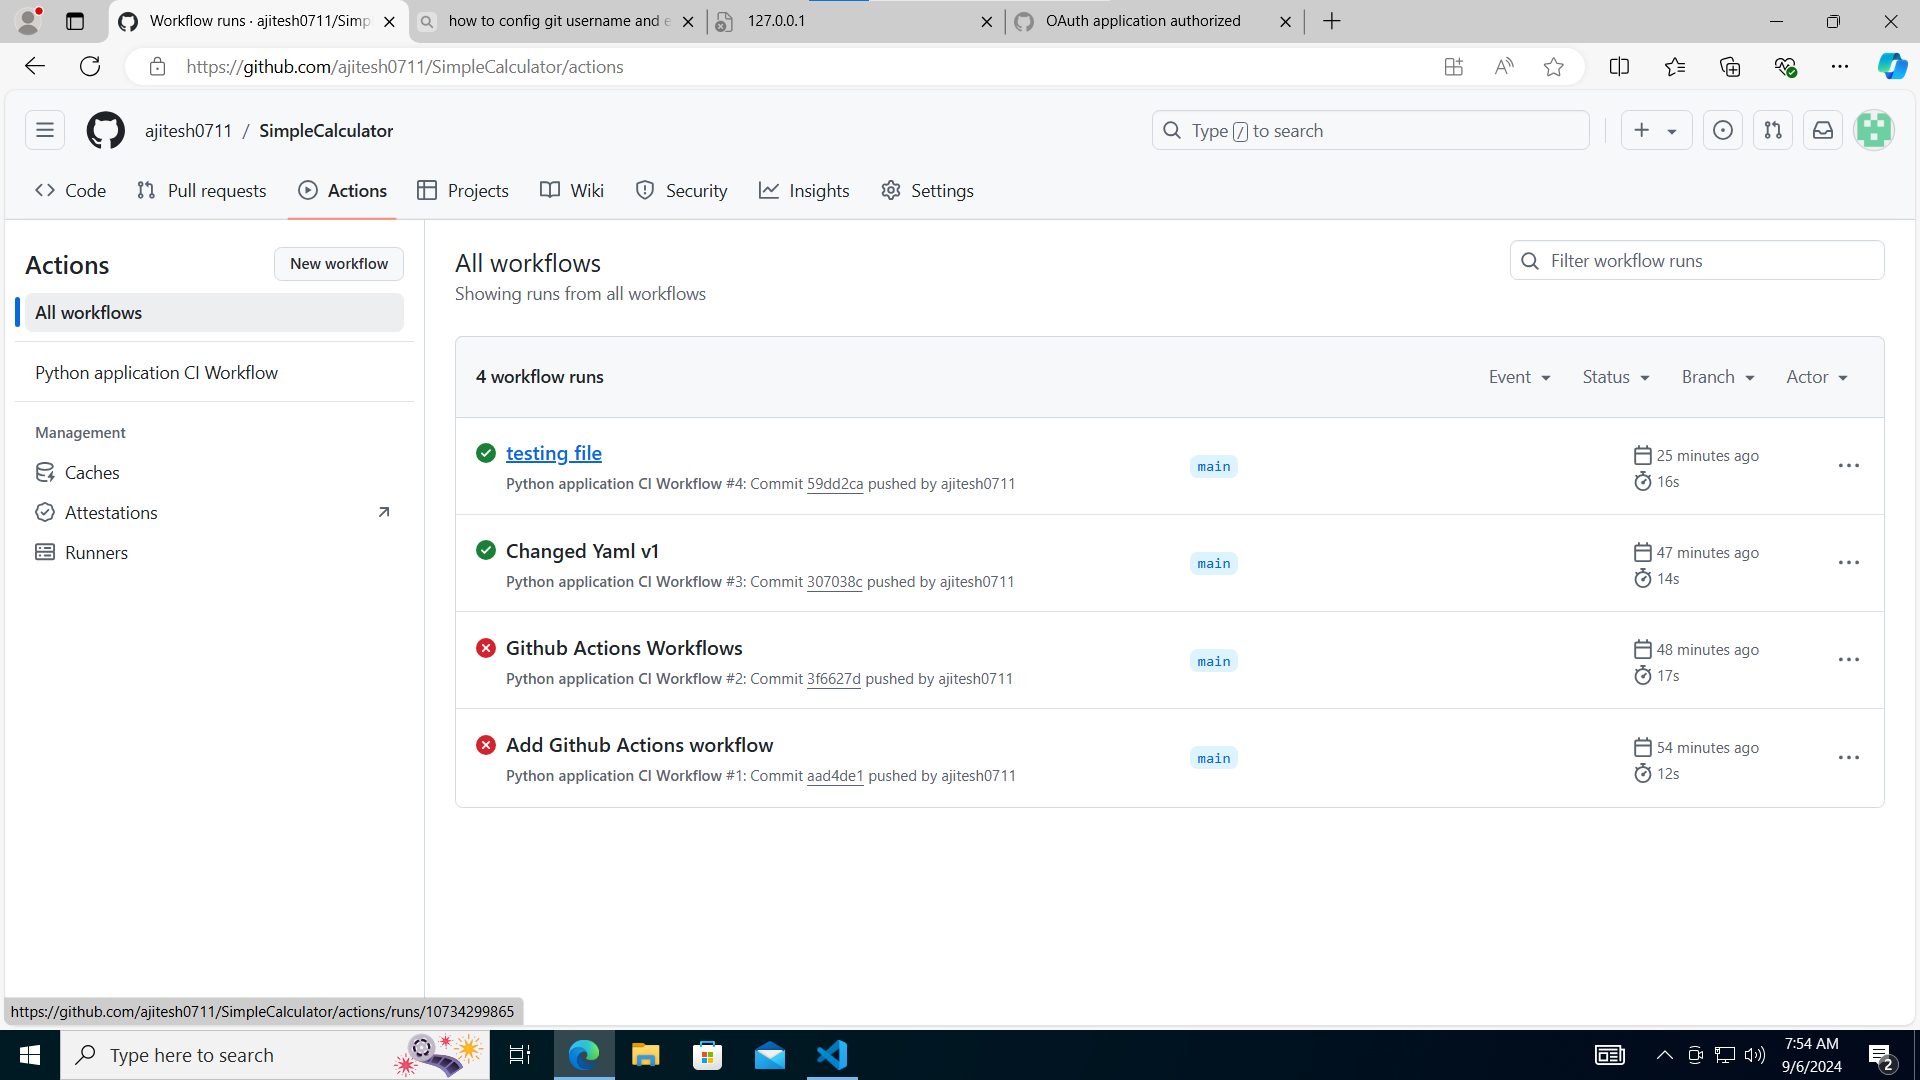 Workflow runs · ajitesh0711/Simp
how to config git username and e
127.0.0.1
OAuth application authorized
https://github.com/ajitesh0711/SimpleCalculator/actions
ajitesh0711 / SimpleCalculator
Type / to search
Code
Pull requests
Actions
Projects
Wiki
Security
Insights
Settings
Actions
New workflow
All workflows
Python application CI Workflow
Management
Caches
Attestations
Runners
All workflows
Showing runs from all workflows
Filter workflow runs
4 workflow runs
Event
Status
Branch
Actor
testing file
Python application CI Workflow #4: Commit 59dd2ca pushed by ajitesh0711
main
25 minutes ago
16s
Changed Yaml v1
Python application CI Workflow #3: Commit 307038c pushed by ajitesh0711
main
47 minutes ago
14s
Github Actions Workflows
Python application CI Workflow #2: Commit 3f6627d pushed by ajitesh0711
main
48 minutes ago
17s
Add Github Actions workflow
Python application CI Workflow #1: Commit aad4de1 pushed by ajitesh0711
main
54 minutes ago
12s
https://github.com/ajitesh0711/SimpleCalculator/actions/runs/10734299865
Type here to search
7:54 AM
9/6/2024
2